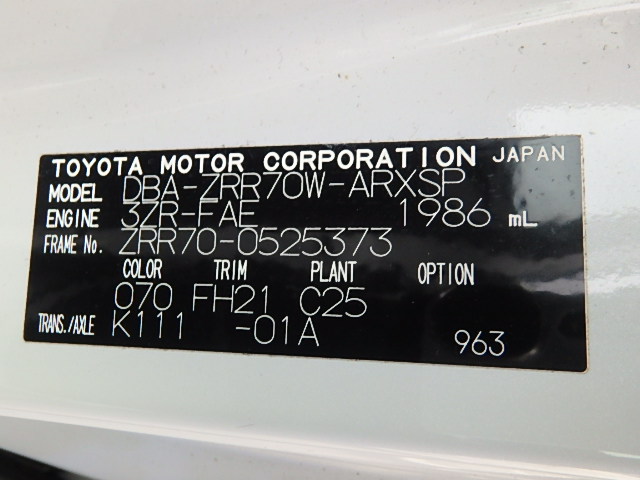 TOYOTA MOTOR CORPORATION JAPAN
MODEL DBA-ZRR70W-ARXSP
ENGINE 3ZR-FAE 1986 mL
FRAME No. ZRR70-0525373
COLOR TRIM PLANT OPTION
070 FH21 C25
TRANS./AXLE K111 -01A
963